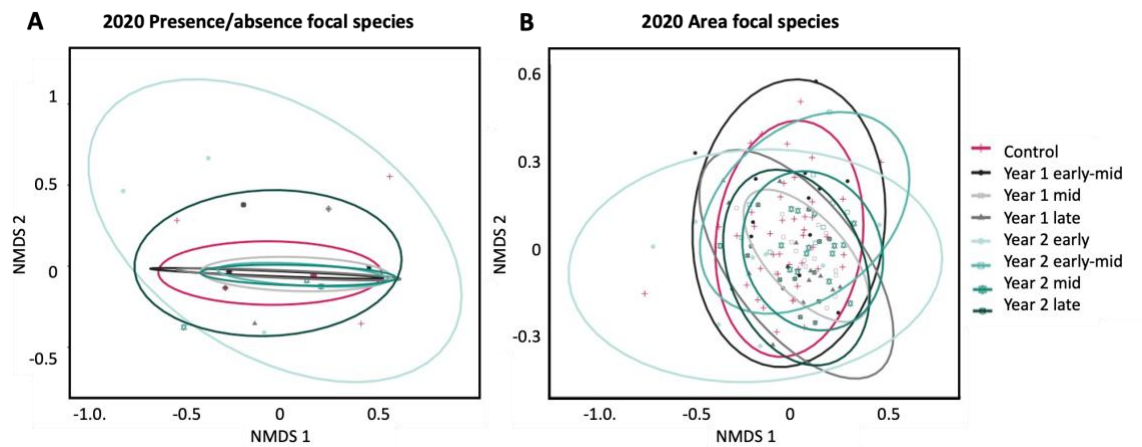 A 2020 Presence/absence focal species
1
0.5
0
-0.5
NMDS 2
-1.0.
-0.5
0
0.5
NMDS 1
B 2020 Area focal species
0.6
0.3
0
-0.3
NMDS 2
-1.0.
-0.5
0
0.5
NMDS 1
Control
Year 1 early-mid
Year 1 mid
Year 1 late
Year 2 early
Year 2 early-mid
Year 2 mid
Year 2 late